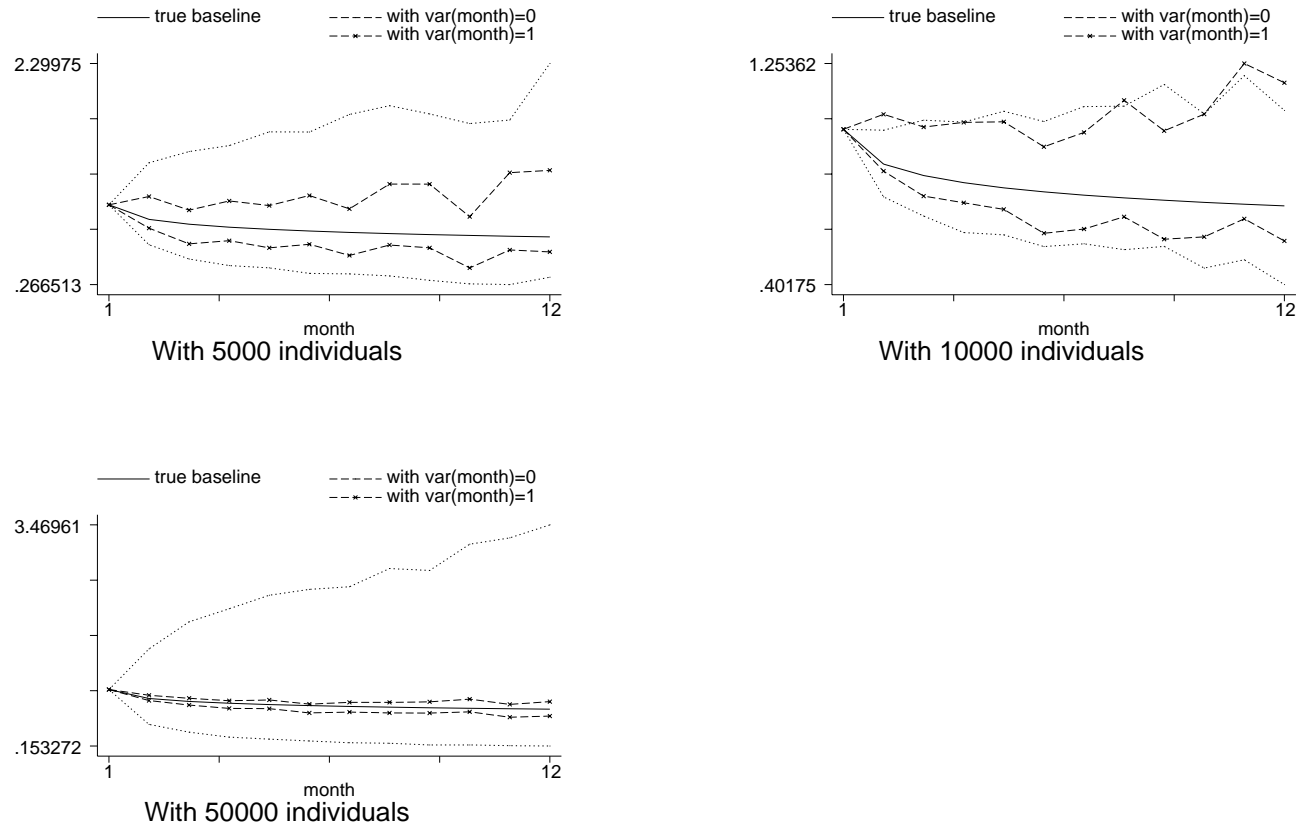 true baseline
with var(month)=0
with var(month)=1
2.29975
.266513
1
12
month
With 5000 individuals
true baseline
with var(month)=0
with var(month)=1
1.25362
.40175
1
12
month
With 10000 individuals
true baseline
with var(month)=0
with var(month)=1
3.46961
.153272
1
12
month
With 50000 individuals